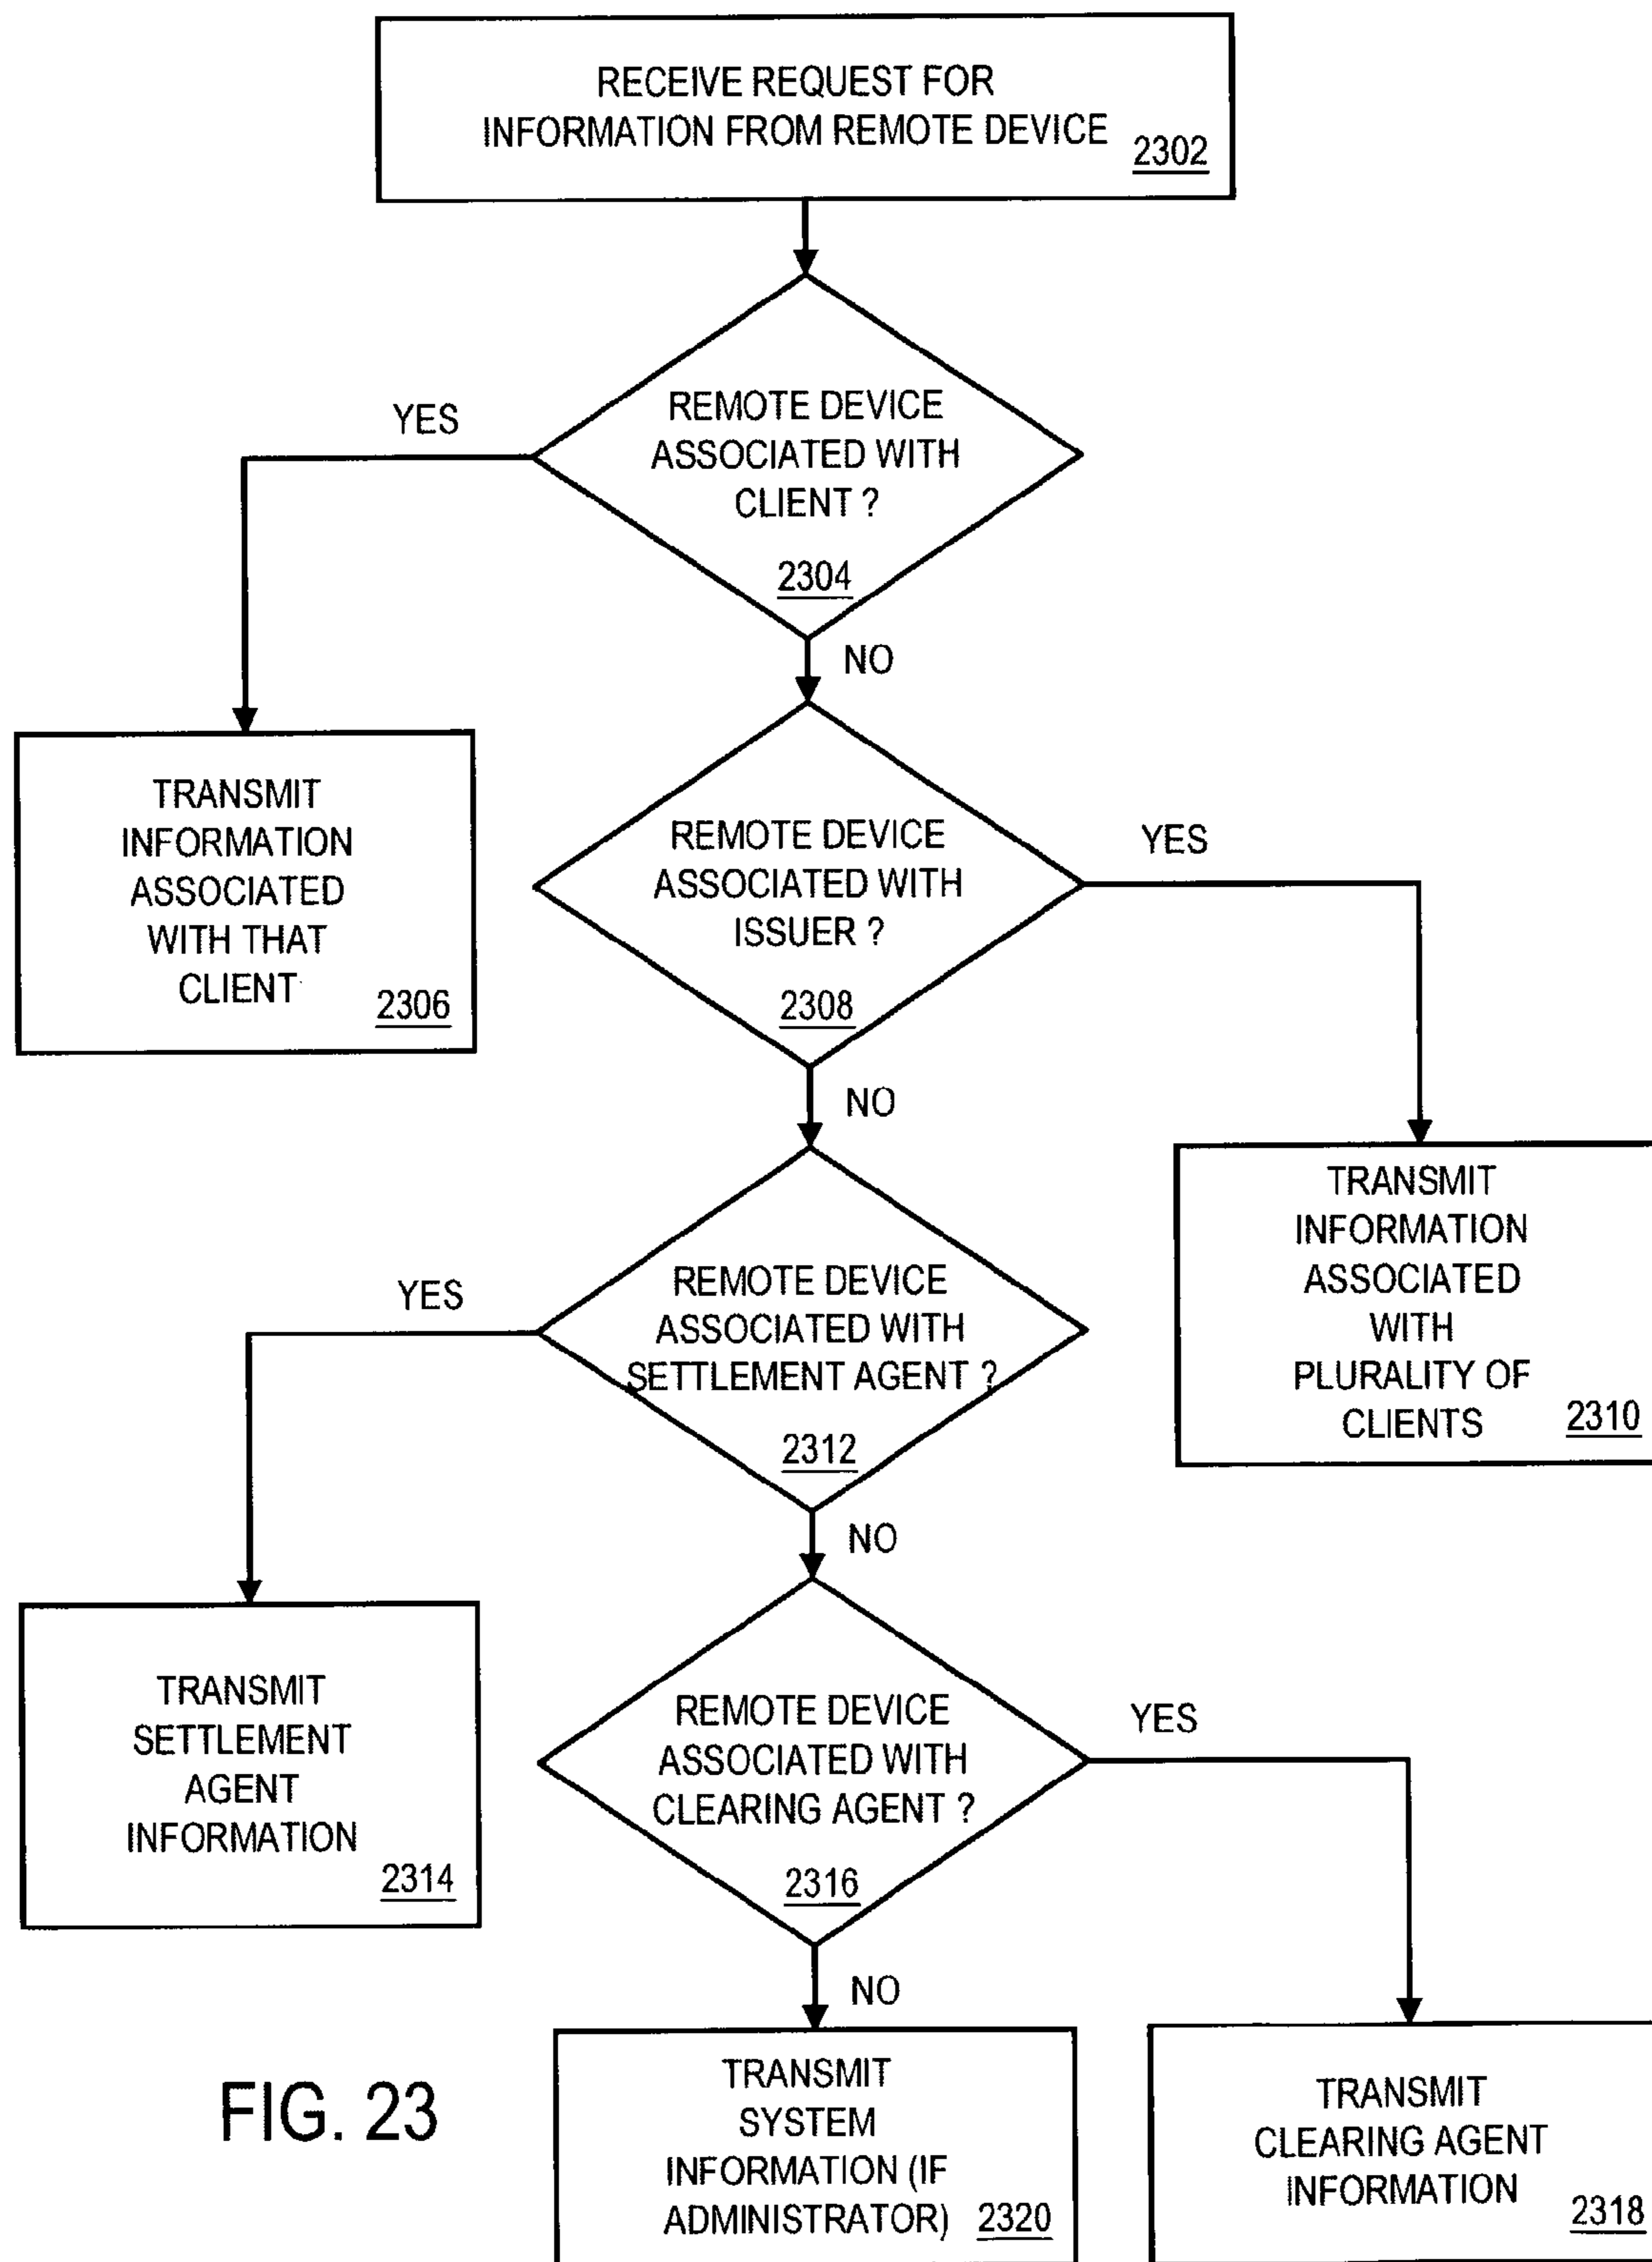 RECEIVE REQUEST FOR
INFORMATION FROM REMOTE DEVICE
2302
REMOTE DEVICE
ASSOCIATED WITH
CLIENT ?
2304
YES
NO
TRANSMIT
INFORMATION
ASSOCIATED
WITH THAT
CLIENT
2306
REMOTE DEVICE
ASSOCIATED WITH
ISSUER ?
2308
YES
NO
TRANSMIT
INFORMATION
ASSOCIATED
WITH
PLURALITY OF
CLIENTS
2310
REMOTE DEVICE
ASSOCIATED WITH
SETTLEMENT AGENT ?
2312
YES
NO
TRANSMIT
SETTLEMENT
AGENT
INFORMATION
2314
REMOTE DEVICE
ASSOCIATED WITH
CLEARING AGENT ?
2316
YES
NO
TRANSMIT
SYSTEM
INFORMATION (IF
ADMINISTRATOR)
2320
TRANSMIT
CLEARING AGENT
INFORMATION
2318
FIG. 23